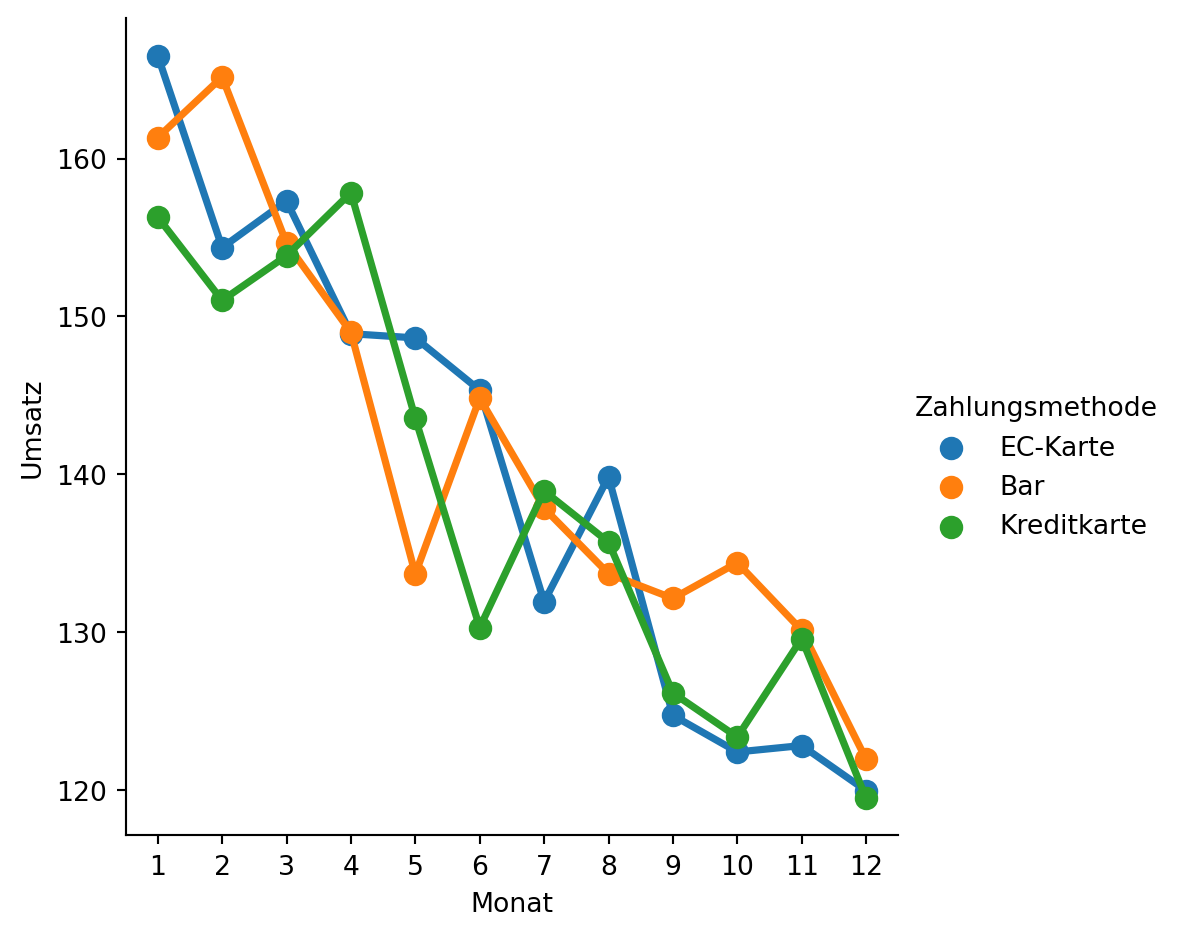 160
150
140
130
120
Umsatz
1 2 3 4 5 6 7 8 9 10 11 12
Monat
Zahlungsmethode
EC-Karte
Bar
Kreditkarte